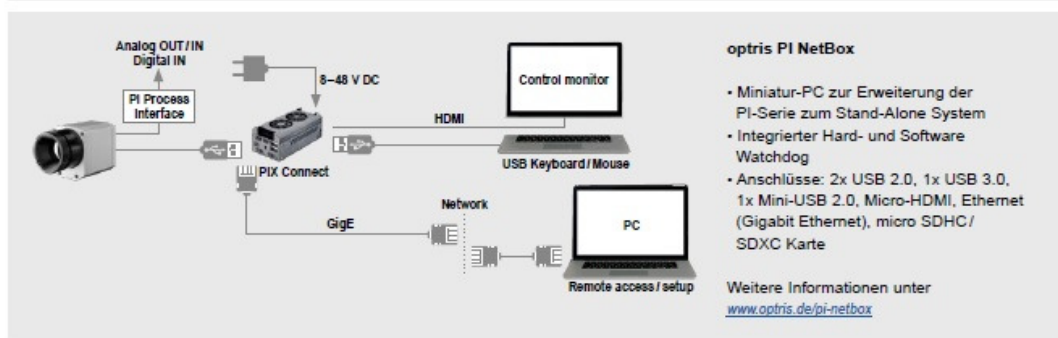 Analog OUT/IN
Digital IN
PI Process
Interface
8–48 V DC
PIX Connect
HDMI
Control monitor
USB Keyboard/Mouse
GigE
Network
PC
Remote access/setup
optris PI NetBox
• Miniatur-PC zur Erweiterung der
PI-Serie zum Stand-Alone System
• Integrierter Hard- und Software
Watchdog
• Anschlüsse: 2x USB 2.0, 1x USB 3.0,
1x Mini-USB 2.0, Micro-HDMI, Ethernet
(Gigabit Ethernet), micro SDHC/
SDXC Karte
Weitere Informationen unter
www.optris.de/pi-netbox